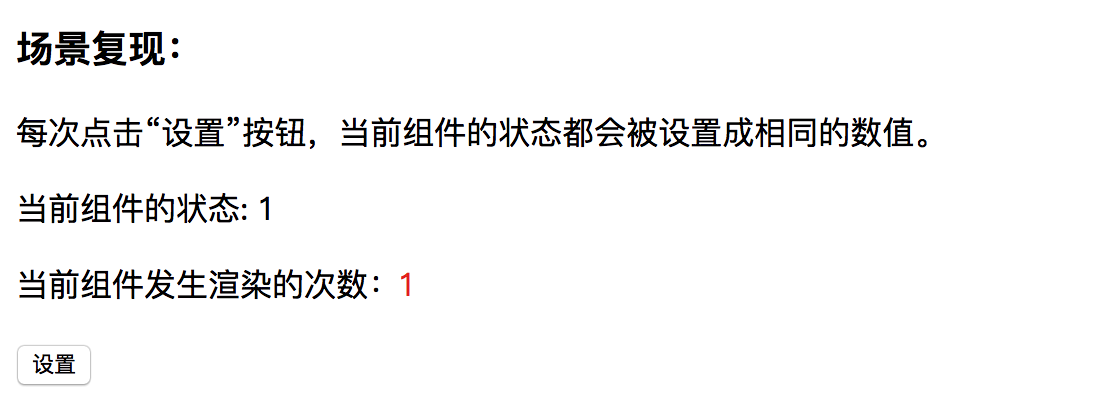 场景复现：
每次点击“设置”按钮，当前组件的状态都会被设置成相同的数值。
当前组件的状态: 1
当前组件发生渲染的次数：1
设置